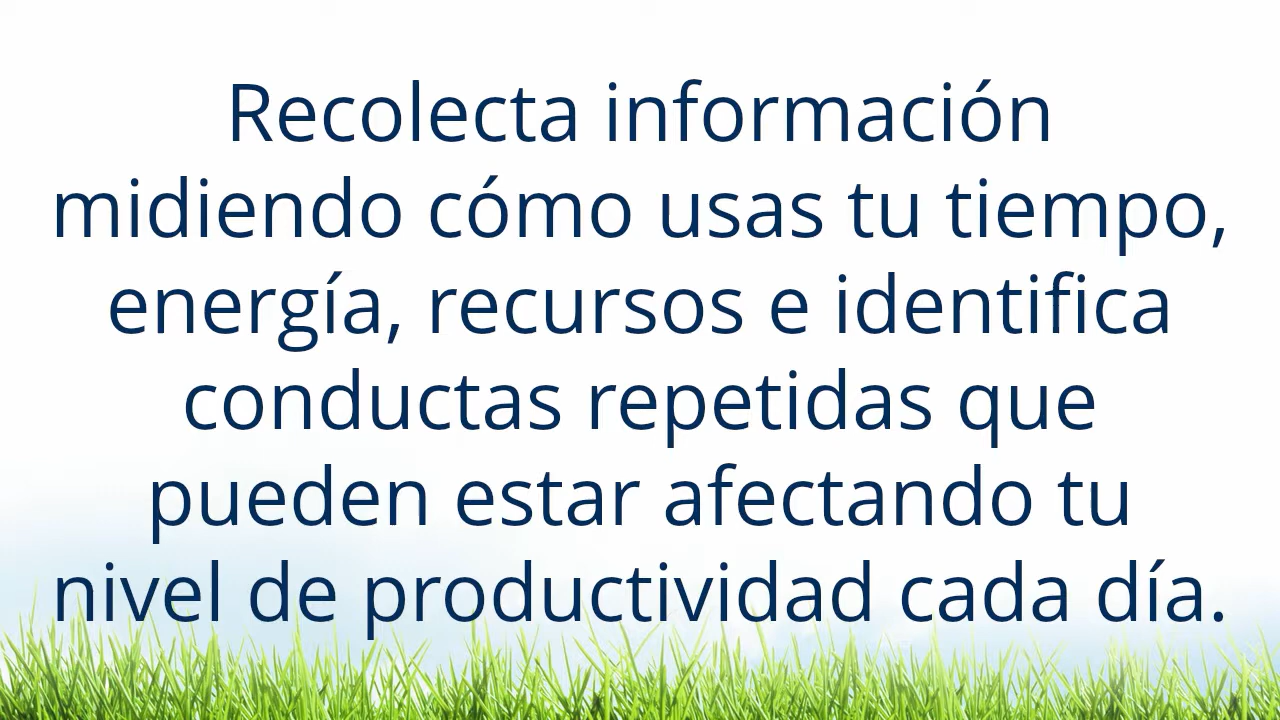 Recolecta información
midiendo cómo usas tu tiempo,
energía, recursos e identifica
conductas repetidas que
pueden estar afectando tu
nivel de productividad cada día.